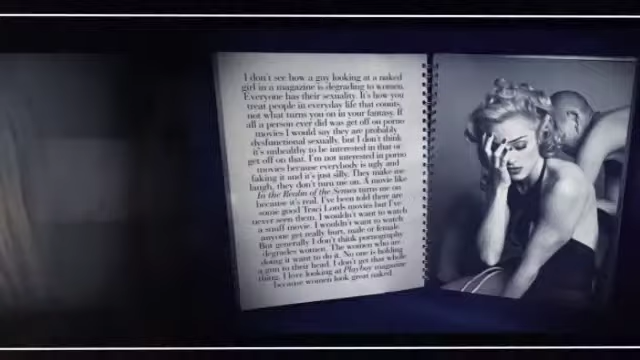 I don't see how a guy looking at a naked
girl in a magazine is degrading to women.
Everyone has their sexuality. It's how you
treat people in everyday life that counts,
not what turns you on in your fantasy. If
all a person ever did was get off on porno
movies I would say they are probably
dysfunctional sexually, but I don't think
it's unhealthy to be interested in that or
get off on that. I'm not interested in porno
movies because everybody is ugly and
faking it and it's just silly. They make me
laugh, they don't turn me on. A movie like
In the Realm of the Senses turns me on
because it's real. I've been told there are
some good Traci Lords movies but I've
never seen them. I wouldn't want to watch
a snuff movie. I wouldn't want to watch
anyone get really hurt, male or female.
But generally I don't think pornography
degrades women. The women who are
doing it want to do it. No one is holding
a gun to their head. I don't get that whole
thing. I love looking at Playboy magazine
because women look great naked.